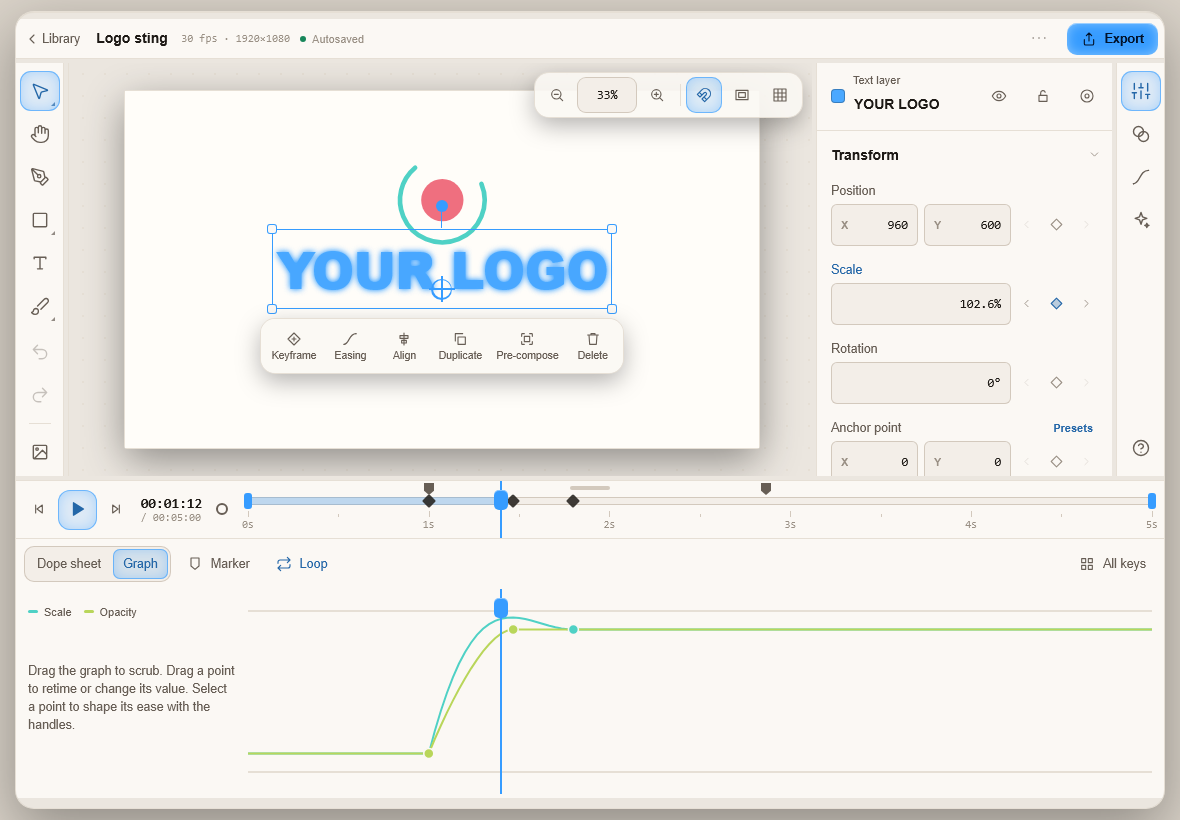 Library
Logo sting
30 fps · 1920×1080
Autosaved
Export
33%
Text layer
YOUR LOGO
Transform
Position
X 960
Y 600
Scale
102.6%
Rotation
0°
Anchor point
Presets
X 0
Y 0
YOUR LOGO
Keyframe
Easing
Align
Duplicate
Pre-compose
Delete
00:01:12
/ 00:05:00
0s
1s
2s
3s
4s
5s
Dope sheet
Graph
Marker
Loop
All keys
Scale
Opacity
Drag the graph to scrub. Drag a point
to retime or change its value. Select
a point to shape its ease with the
handles.